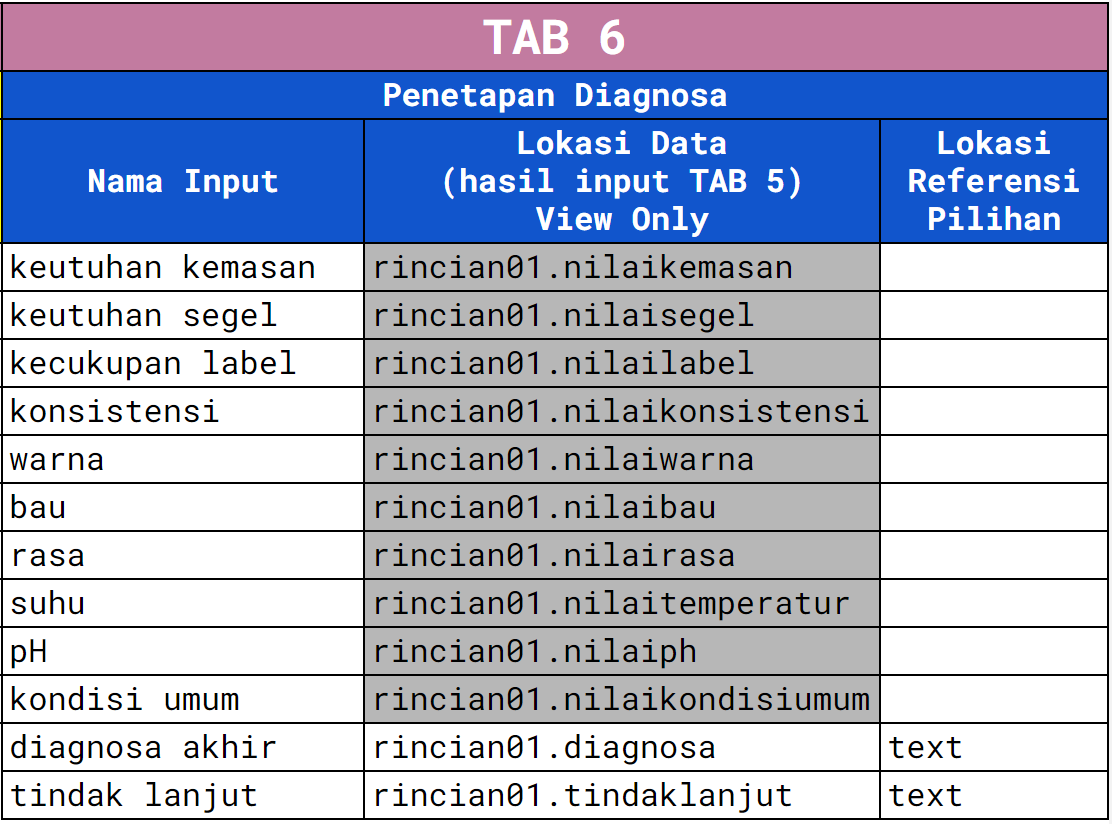 TAB 6
Penetapan Diagnosa
Nama Input
Lokasi Data
(hasil input TAB 5)
View Only
Lokasi
Referensi
Pilihan
keutuhan kemasan rincian01.nilaikemasan
keutuhan segel rincian01.nilaisegel
kecukupan label rincian01.nilailabel
konsistensi rincian01.nilaikonsistensi
warna rincian01.nilaiwarna
bau rincian01.nilaibau
rasa rincian01.nilairasa
suhu rincian01.nilaitemperatur
pH rincian01.nilaiph
kondisi umum rincian01.nilaikondisiumum
diagnosa akhir rincian01.diagnosa text
tindak lanjut rincian01.tindaklanjut text